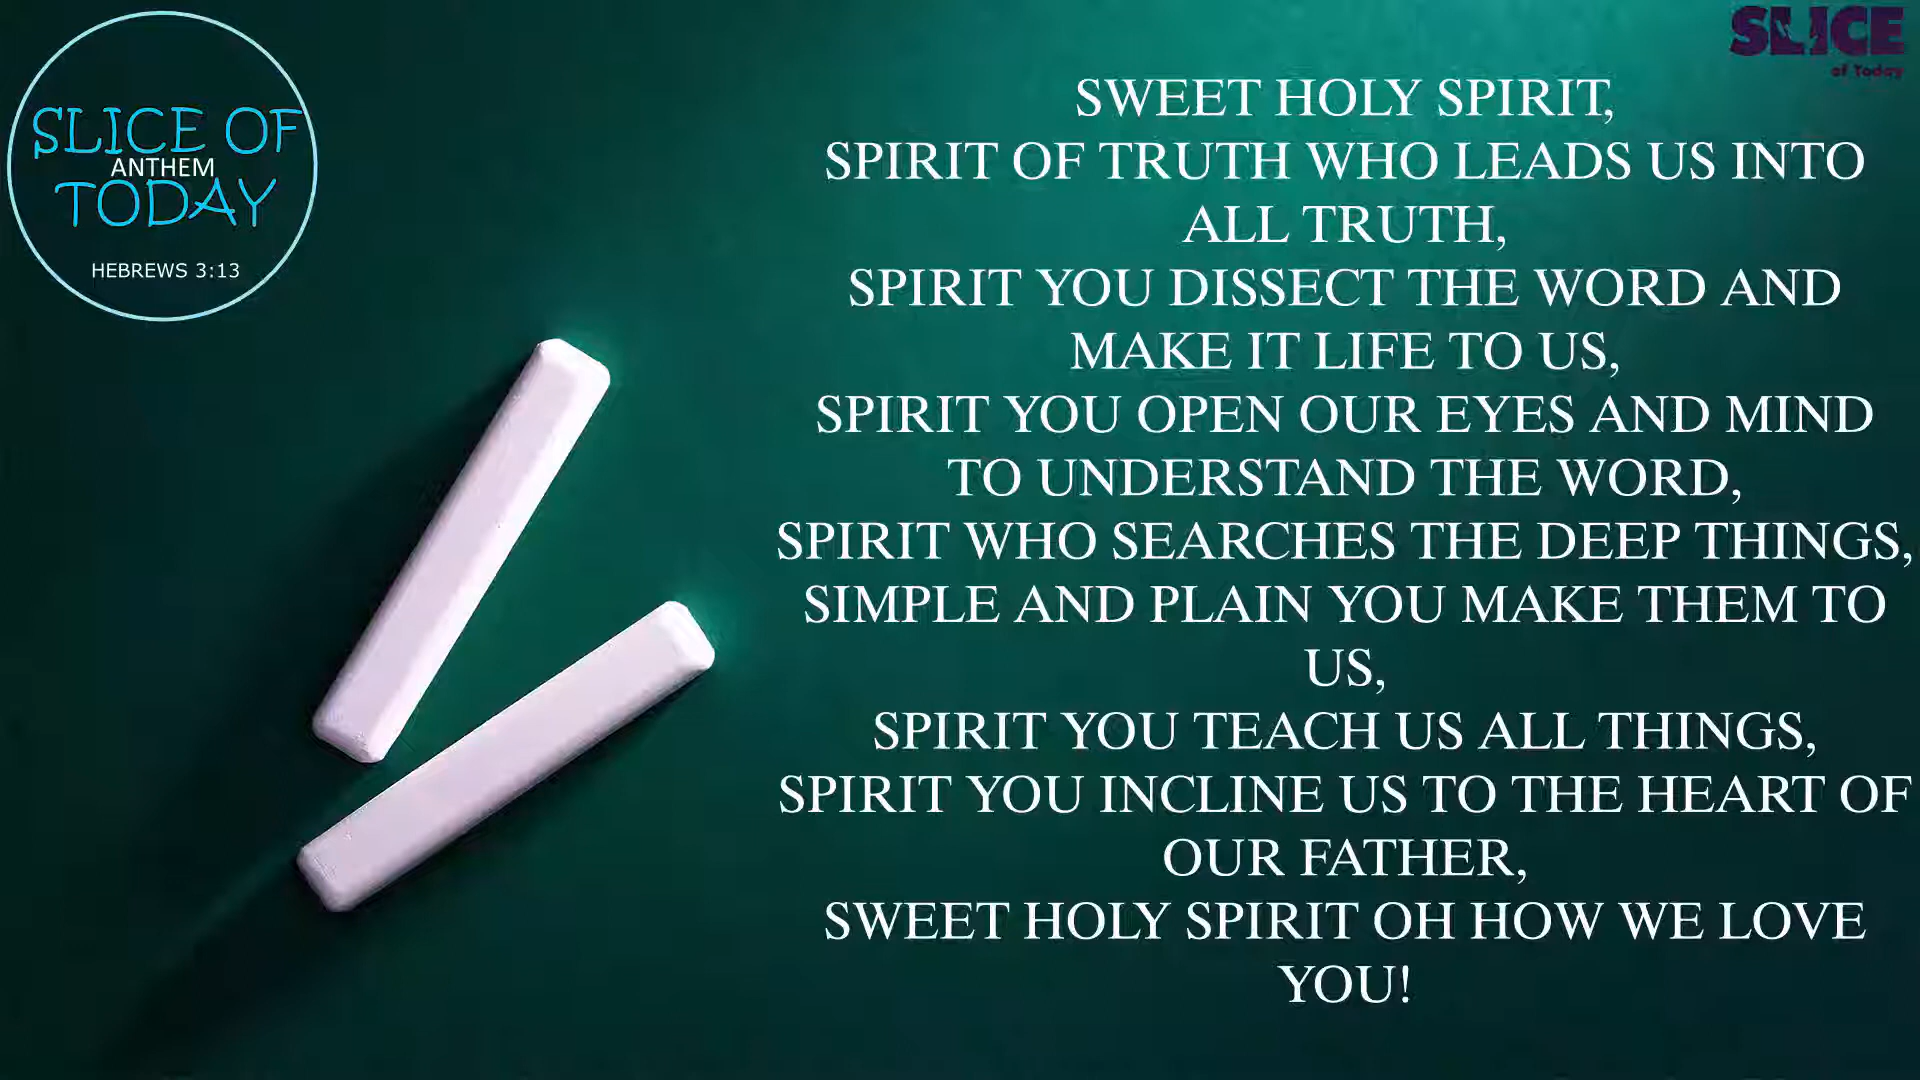 SLICE OF
ANTHEM
TODAY
HEBREWS 3:13
SLICE
of Today
SWEET HOLY SPIRIT,
SPIRIT OF TRUTH WHO LEADS US INTO
ALL TRUTH,
SPIRIT YOU DISSECT THE WORD AND
MAKE IT LIFE TO US,
SPIRIT YOU OPEN OUR EYES AND MIND
TO UNDERSTAND THE WORD,
SPIRIT WHO SEARCHES THE DEEP THINGS,
SIMPLE AND PLAIN YOU MAKE THEM TO
US,
SPIRIT YOU TEACH US ALL THINGS,
SPIRIT YOU INCLINE US TO THE HEART OF
OUR FATHER,
SWEET HOLY SPIRIT OH HOW WE LOVE
YOU!